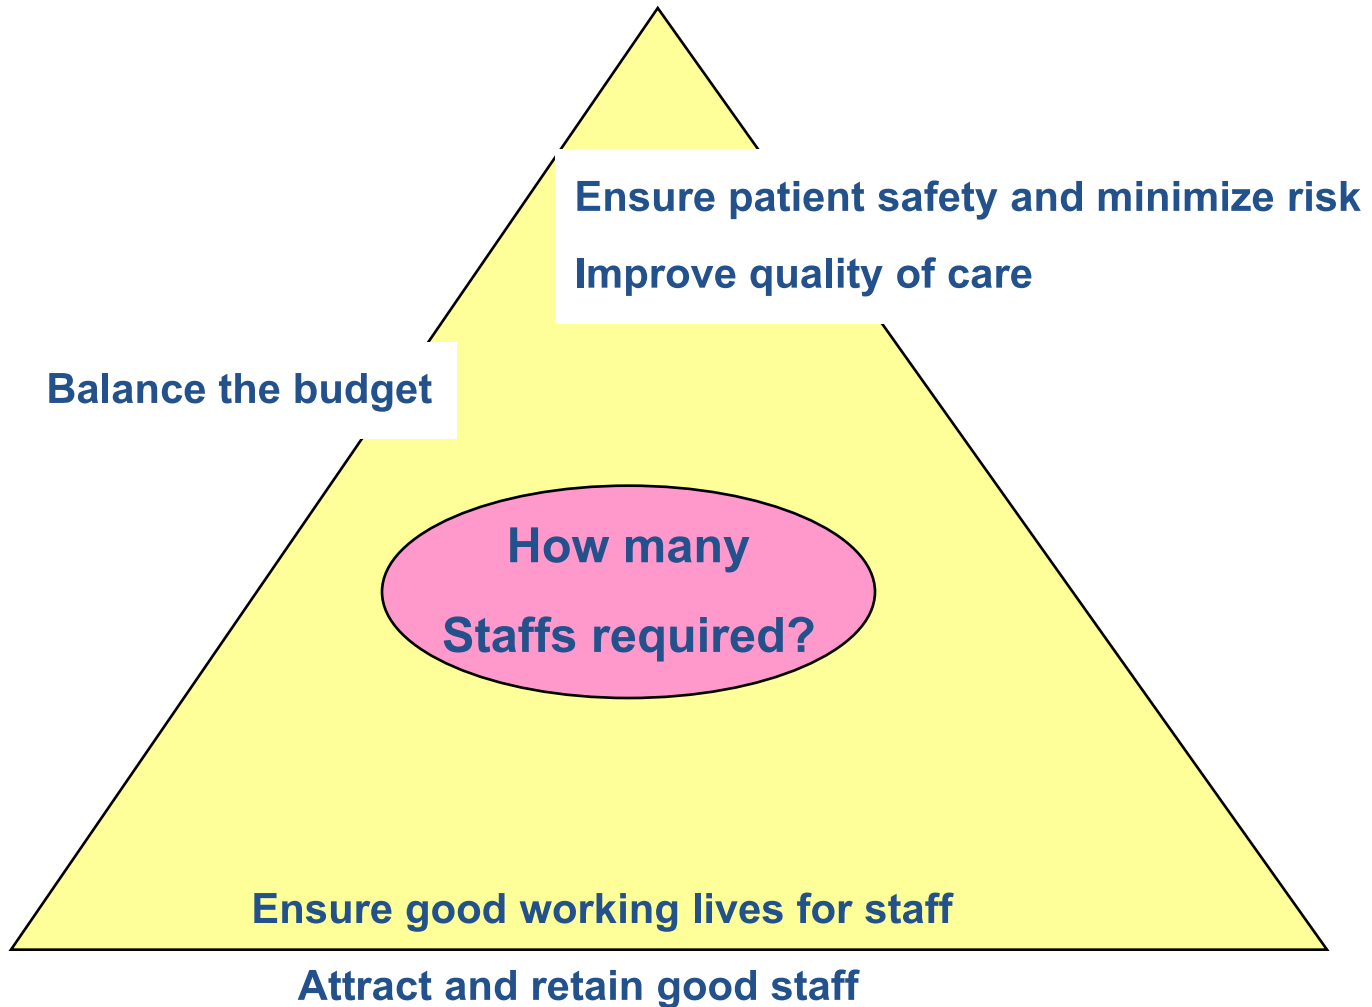 Ensure patient safety and minimize risk
Improve quality of care
Balance the budget
How many
Staffs required?
Ensure good working lives for staff
Attract and retain good staff